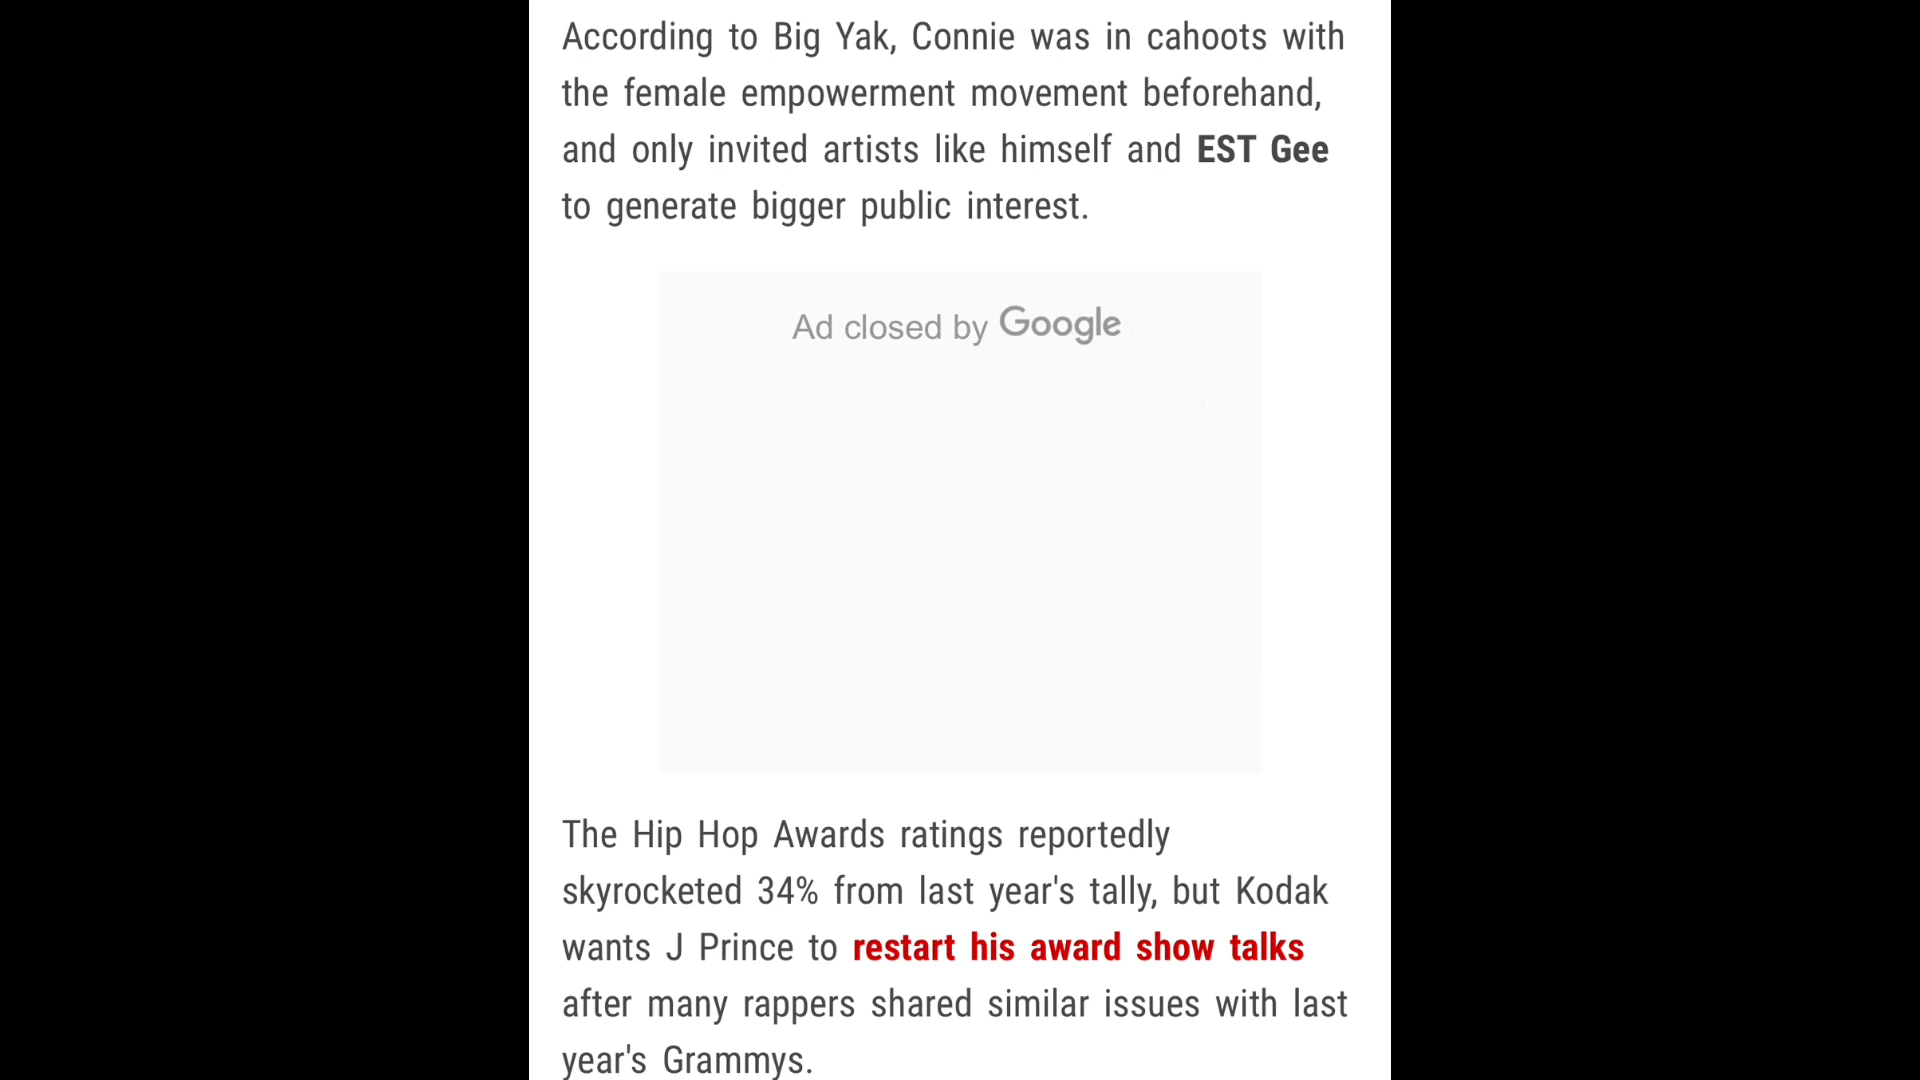 According to Big Yak, Connie was in cahoots with
the female empowerment movement beforehand,
and only invited artists like himself and EST Gee
to generate bigger public interest.
Ad closed by Google
The Hip Hop Awards ratings reportedly
skyrocketed 34% from last year's tally, but Kodak
wants J Prince to restart his award show talks
after many rappers shared similar issues with last
year's Grammys.